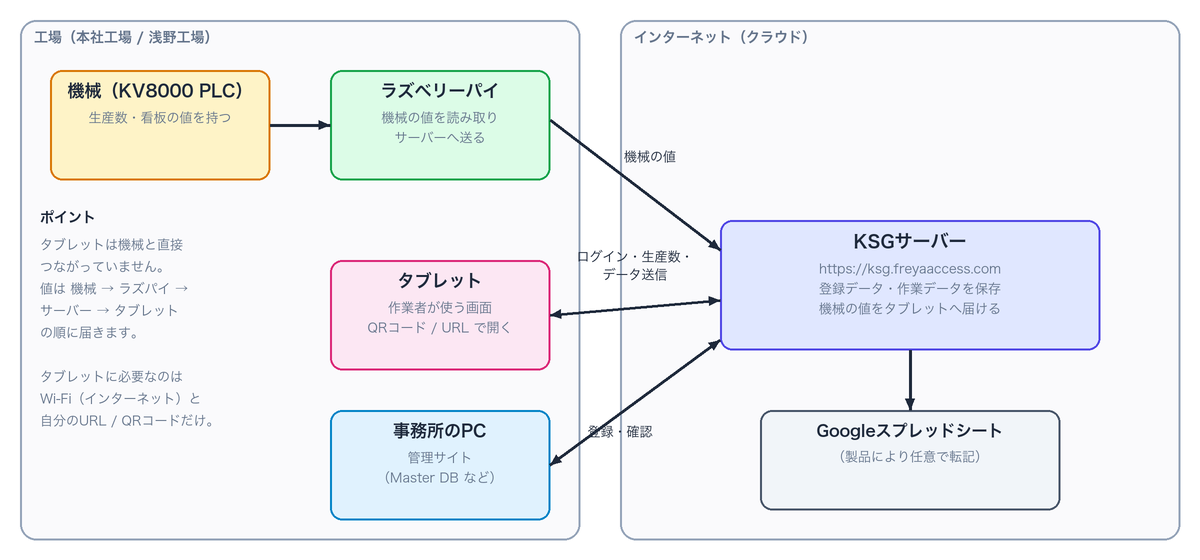 工場（本社工場 / 浅野工場）
機械（KV8000 PLC）
生産数・看板の値を持つ
ラズベリーパイ
機械の値を読み取り
サーバーへ送る
ポイント
タブレットは機械と直接
つながっていません。
値は 機械 → ラズパイ →
サーバー → タブレット
の順に届きます。
タブレットに必要なのは
Wi-Fi（インターネット）と
自分のURL / QRコードだけ。
タブレット
作業者が使う画面
QRコード / URL で開く
事務所のPC
管理サイト
（Master DB など）
機械の値
ログイン・生産数・
データ送信
登録・確認
インターネット（クラウド）
KSGサーバー
https://ksg.freyaaccess.com
登録データ・作業データを保存
機械の値をタブレットへ届ける
Googleスプレッドシート
（製品により任意で転記）